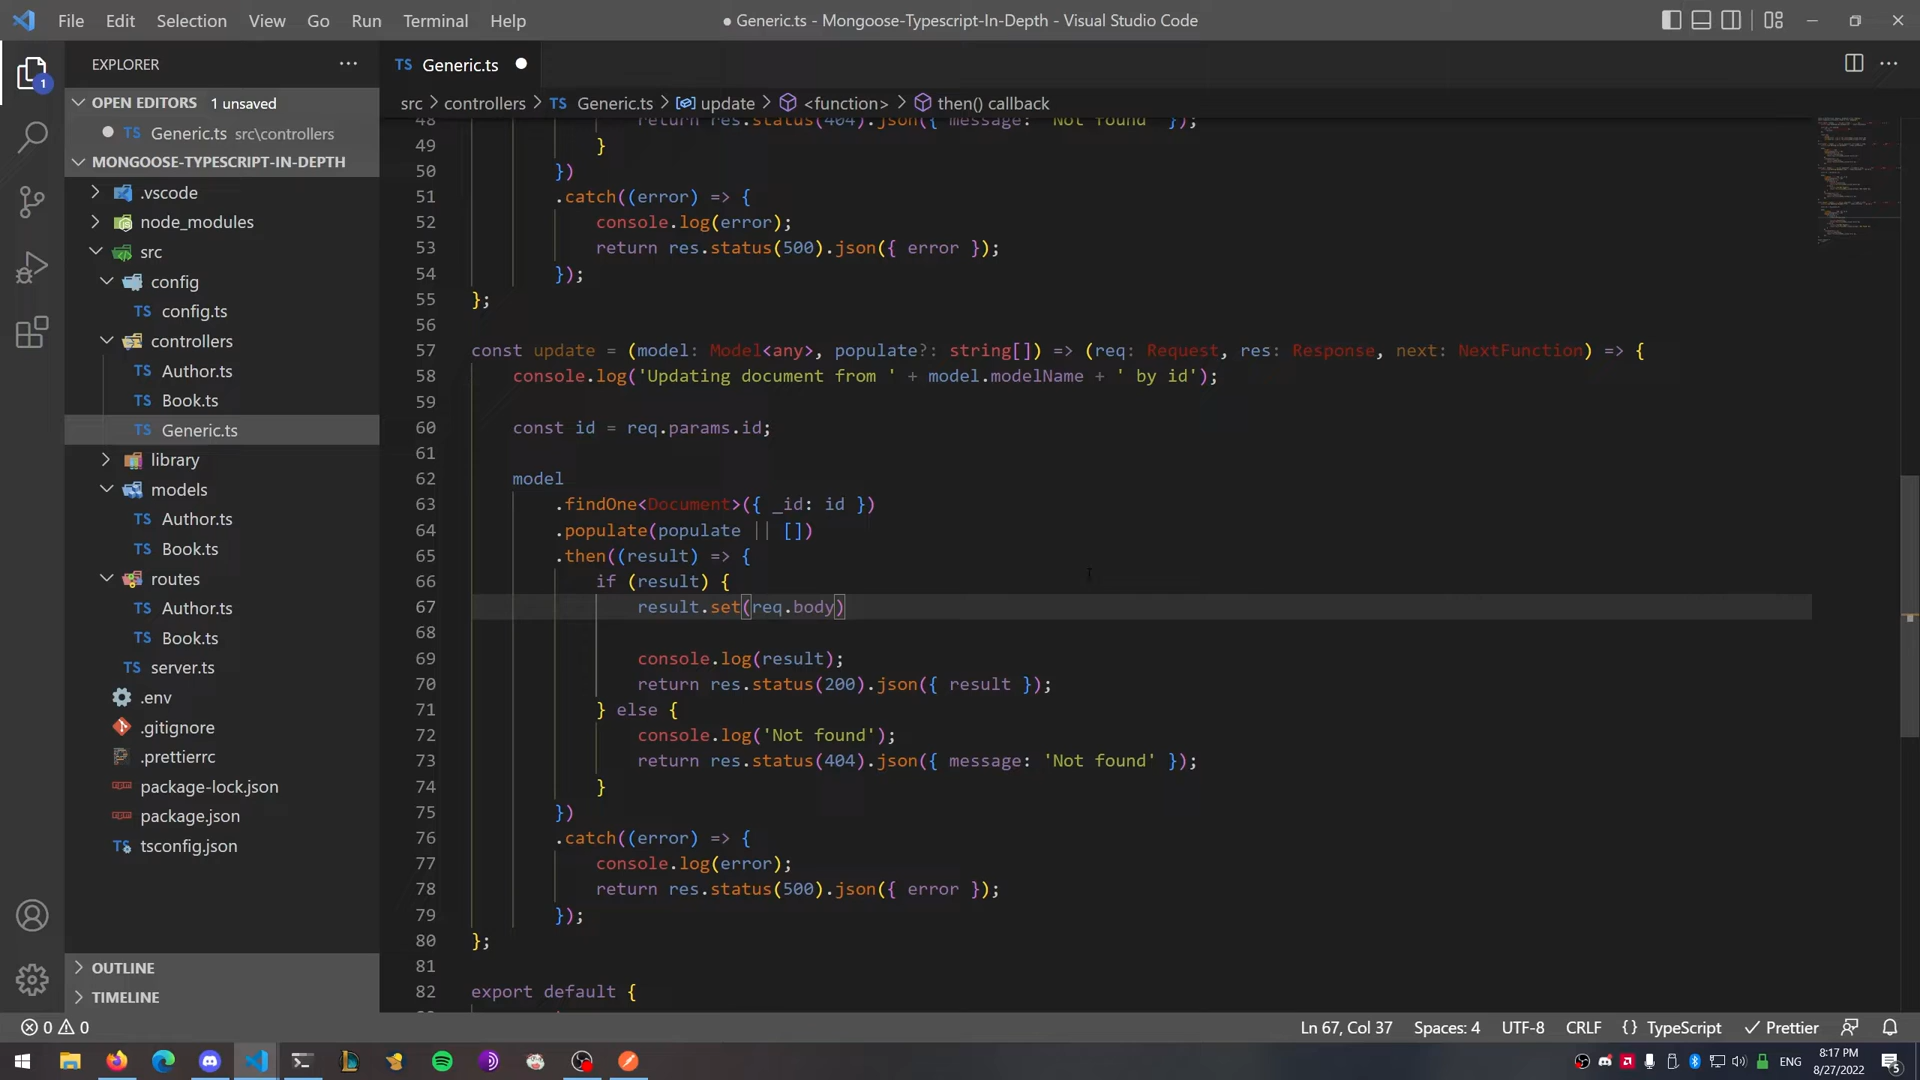 File Edit Selection View Go Run Terminal Help
● Generic.ts - Mongoose-Typescript-In-Depth - Visual Studio Code
EXPLORER
TS Generic.ts
OPEN EDITORS 1 unsaved
TS Generic.ts src\controllers
MONGOOSE-TYPESCRIPT-IN-DEPTH
.vscode
node_modules
src
config
TS config.ts
controllers
TS Author.ts
TS Book.ts
TS Generic.ts
library
models
TS Author.ts
TS Book.ts
routes
TS Author.ts
TS Book.ts
TS server.ts
.env
.gitignore
.prettierrc
package-lock.json
package.json
TS tsconfig.json
OUTLINE
TIMELINE
1
src > controllers > TS Generic.ts > update > <function> > then() callback
48 return res.status(404).json({ message: 'Not found' });
49 }
50 })
51 .catch((error) => {
52 console.log(error);
53 return res.status(500).json({ error });
54 });
55 };
56
57 const update = (model: Model<any>, populate?: string[]) => (req: Request, res: Response, next: NextFunction) => {
58 console.log('Updating document from ' + model.modelName + ' by id');
59
60 const id = req.params.id;
61
62 model
63 .findOne<Document>({ _id: id })
64 .populate(populate || [])
65 .then((result) => {
66 if (result) {
67 result.set(req.body)
68
69 console.log(result);
70 return res.status(200).json({ result });
71 } else {
72 console.log('Not found');
73 return res.status(404).json({ message: 'Not found' });
74 }
75 })
76 .catch((error) => {
77 console.log(error);
78 return res.status(500).json({ error });
79 });
80 };
81
82 export default {
0 0
Ln 67, Col 37 Spaces: 4 UTF-8 CRLF {} TypeScript Prettier
ENG
8:17 PM
8/27/2022
5